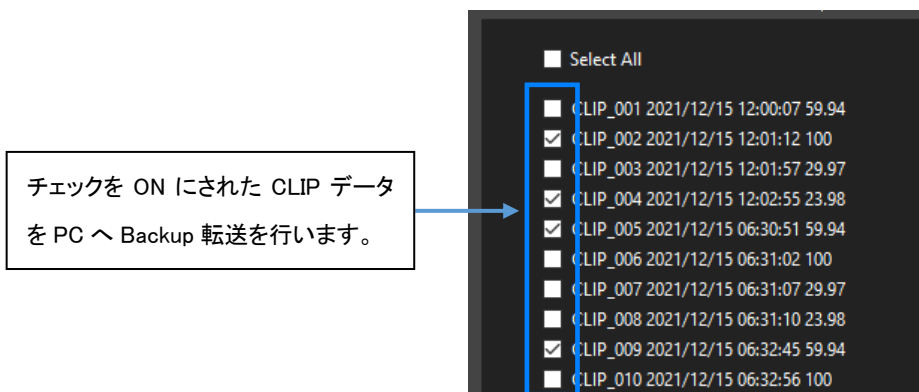 チェックを ON にされた CLIP データ
を PC へ Backup 転送を行います。
Select All
CLIP_001 2021/12/15 12:00:07 59.94
CLIP_002 2021/12/15 12:01:12 100
CLIP_003 2021/12/15 12:01:57 29.97
CLIP_004 2021/12/15 12:02:55 23.98
CLIP_005 2021/12/15 06:30:51 59.94
CLIP_006 2021/12/15 06:31:02 100
CLIP_007 2021/12/15 06:31:07 29.97
CLIP_008 2021/12/15 06:31:10 23.98
CLIP_009 2021/12/15 06:32:45 59.94
CLIP_010 2021/12/15 06:32:56 100